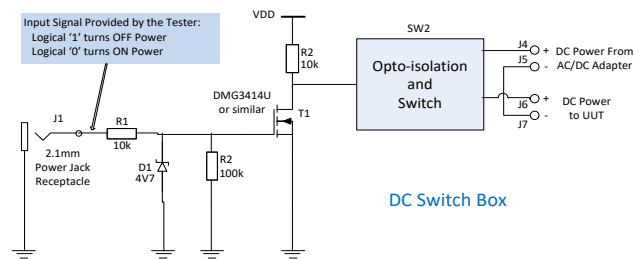 Input Signal Provided by the Tester:
Logical '1' turns OFF Power
Logical '0' turns ON Power
VDD
R2
10k
SW2
Opto-isolation
and
Switch
J4
+ DC Power From
J5
- AC/DC Adapter
+ DC Power
J6
J7
- to UUT
DMG3414U
or similar
T1
J1
R1
10k
2.1mm
Power Jack
Receptacle
D1
4V7
R2
100k
DC Switch Box